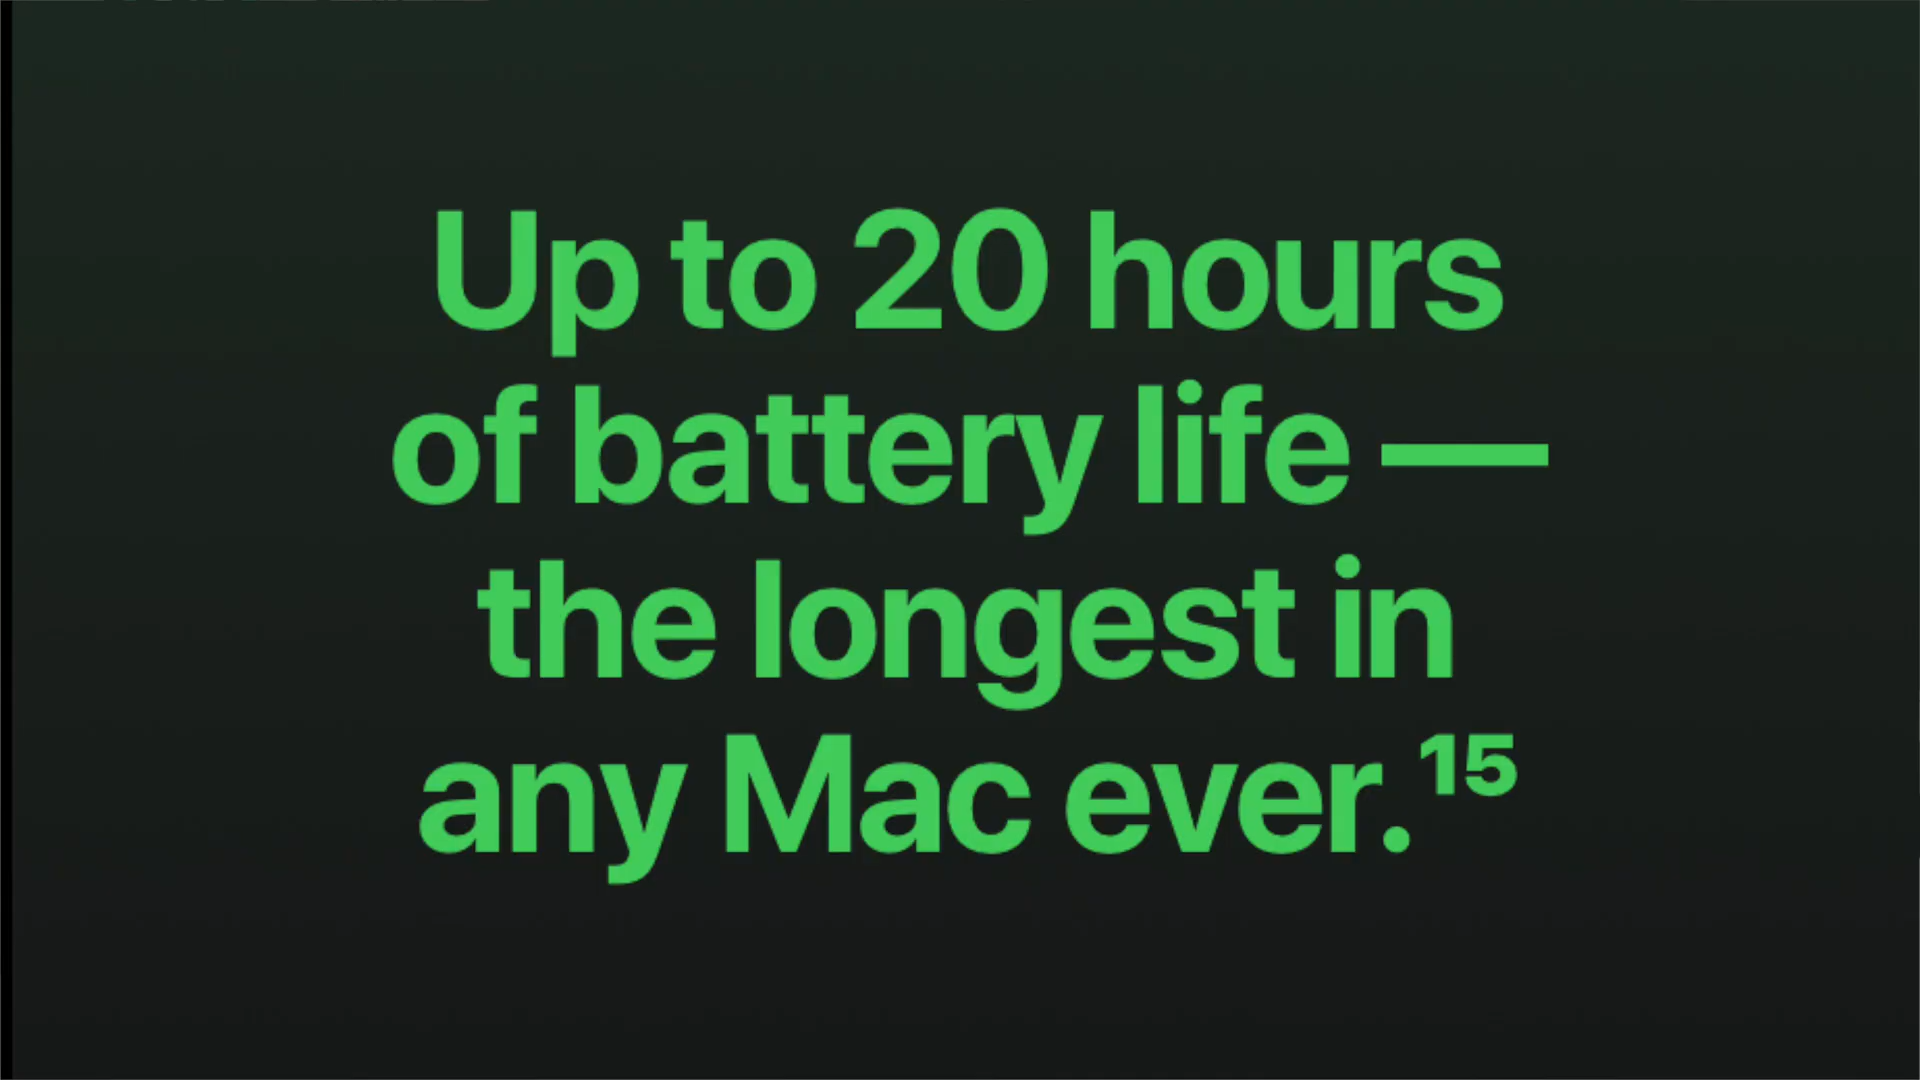 Up to 20 hours
of battery life —
the longest in
any Mac ever.¹⁵